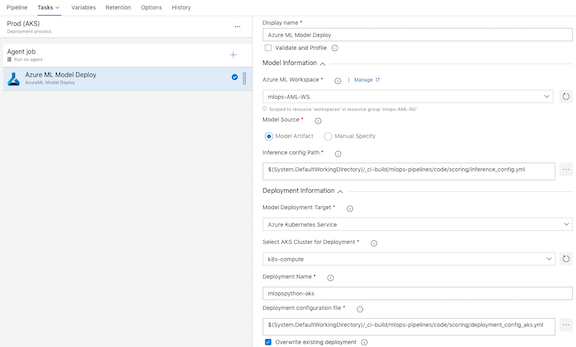 Pipeline Tasks Variables Retention Options History
Prod (AKS)
Deployment process
Agent job
Run on agent
Azure ML Model Deploy
AzureML Model Deploy
Display name *
Azure ML Model Deploy
Validate and Profile
Model Information
Azure ML Workspace * | Manage
mlops-AML-WS
Scoped to resource 'workspaces' in resource group 'mlops-AML-RG'
Model Source *
Model Artifact Manual Specify
Inference config Path *
$(System.DefaultWorkingDirectory)/_ci-build/mlops-pipelines/code/scoring/inference_config.yml
Deployment Information
Model Deployment Target *
Azure Kubernetes Service
Select AKS Cluster for Deployment *
k8s-compute
Deployment Name *
mlopspython-aks
Deployment configuration file *
$(System.DefaultWorkingDirectory)/_ci-build/mlops-pipelines/code/scoring/deployment_config_aks.yml
Overwrite existing deployment